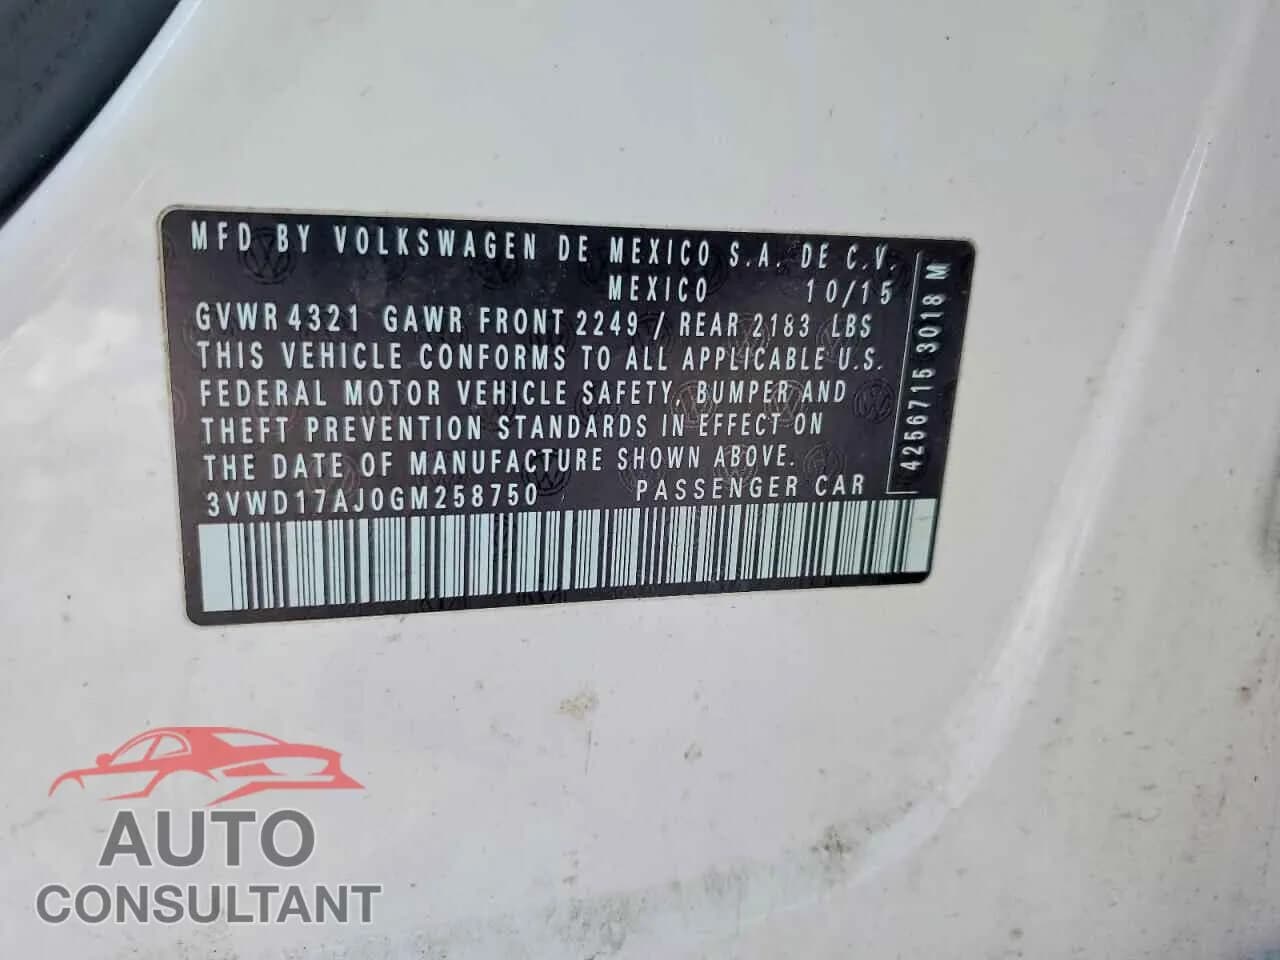 MFD BY VOLKSWAGEN DE MEXICO S.A. DE C.V.
MEXICO 10/15
GVWR 4321 GAWR FRONT 2249 / REAR 2183 LBS
THIS VEHICLE CONFORMS TO ALL APPLICABLE U.S.
FEDERAL MOTOR VEHICLE SAFETY, BUMPER AND
THEFT PREVENTION STANDARDS IN EFFECT ON
THE DATE OF MANUFACTURE SHOWN ABOVE.
3VWD17AJ0GM258750 PASSENGER CAR
4256715 3018 M
AUTO
CONSULTANT